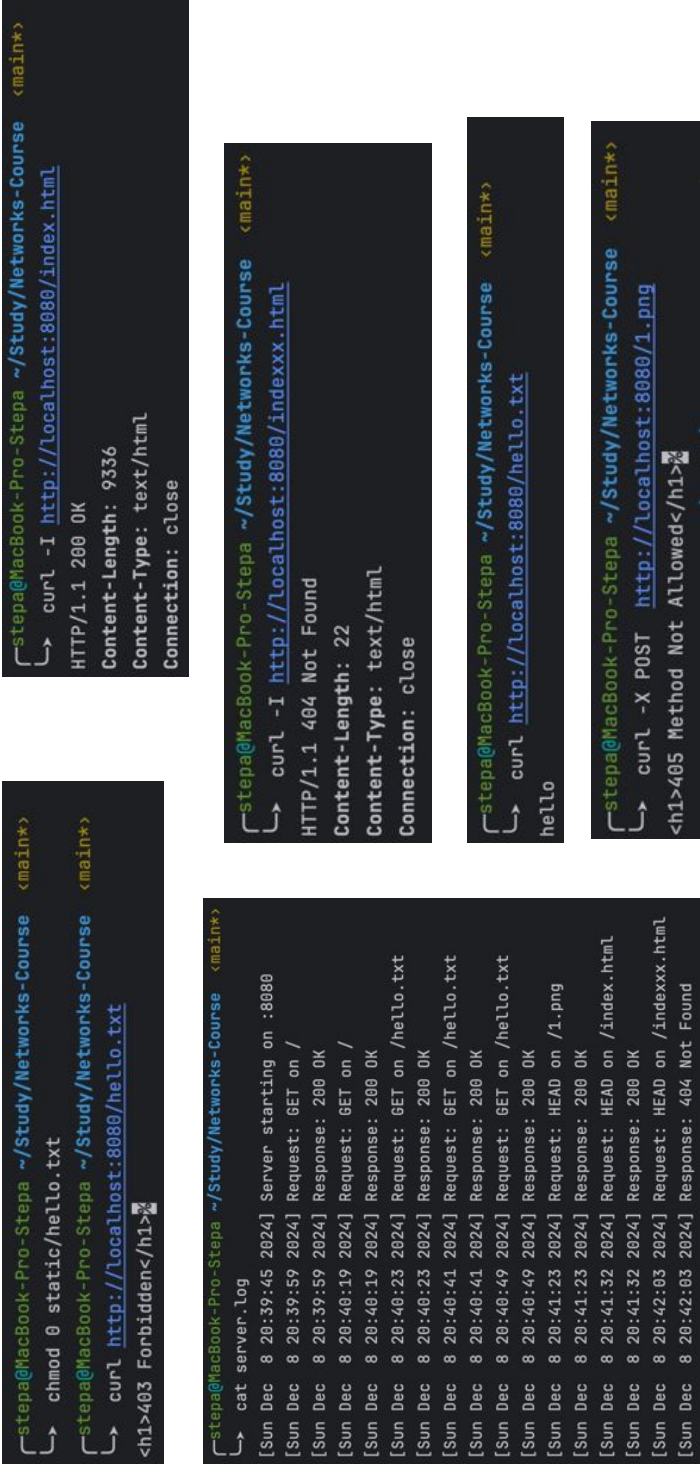 stepa@MacBook-Pro-Stepa ~/Study/Networks-Course <main*>
chmod 0 static/hello.txt
stepa@MacBook-Pro-Stepa ~/Study/Networks-Course <main*>
curl http://localhost:8080/hello.txt
<h1>403 Forbidden</h1>%
stepa@MacBook-Pro-Stepa ~/Study/Networks-Course <main*>
cat server.log
[Sun Dec  8 20:39:45 2024] Server starting on :8080
[Sun Dec  8 20:39:59 2024] Request: GET on /
[Sun Dec  8 20:39:59 2024] Response: 200 OK
[Sun Dec  8 20:40:19 2024] Request: GET on /
[Sun Dec  8 20:40:19 2024] Response: 200 OK
[Sun Dec  8 20:40:23 2024] Request: GET on /hello.txt
[Sun Dec  8 20:40:23 2024] Response: 200 OK
[Sun Dec  8 20:40:41 2024] Request: GET on /hello.txt
[Sun Dec  8 20:40:41 2024] Response: 200 OK
[Sun Dec  8 20:40:49 2024] Request: GET on /hello.txt
[Sun Dec  8 20:40:49 2024] Response: 200 OK
[Sun Dec  8 20:41:23 2024] Request: HEAD on /1.png
[Sun Dec  8 20:41:23 2024] Response: 200 OK
[Sun Dec  8 20:41:32 2024] Request: HEAD on /index.html
[Sun Dec  8 20:41:32 2024] Response: 200 OK
[Sun Dec  8 20:42:03 2024] Request: HEAD on /indexxx.html
[Sun Dec  8 20:42:03 2024] Response: 404 Not Found
stepa@MacBook-Pro-Stepa ~/Study/Networks-Course <main*>
curl -I http://localhost:8080/index.html
HTTP/1.1 200 OK
Content-Length: 9336
Content-Type: text/html
Connection: close
stepa@MacBook-Pro-Stepa ~/Study/Networks-Course <main*>
curl -I http://localhost:8080/indexxx.html
HTTP/1.1 404 Not Found
Content-Length: 22
Content-Type: text/html
Connection: close
stepa@MacBook-Pro-Stepa ~/Study/Networks-Course <main*>
curl http://localhost:8080/hello.txt
hello
stepa@MacBook-Pro-Stepa ~/Study/Networks-Course <main*>
curl -X POST http://localhost:8080/1.png
<h1>405 Method Not Allowed</h1>%